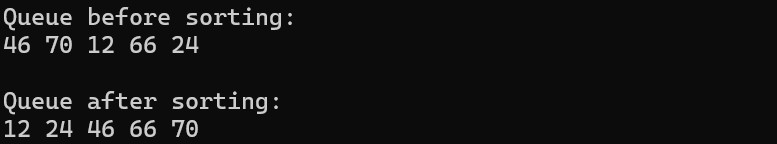 Queue before sorting:
46 70 12 66 24
Queue after sorting:
12 24 46 66 70